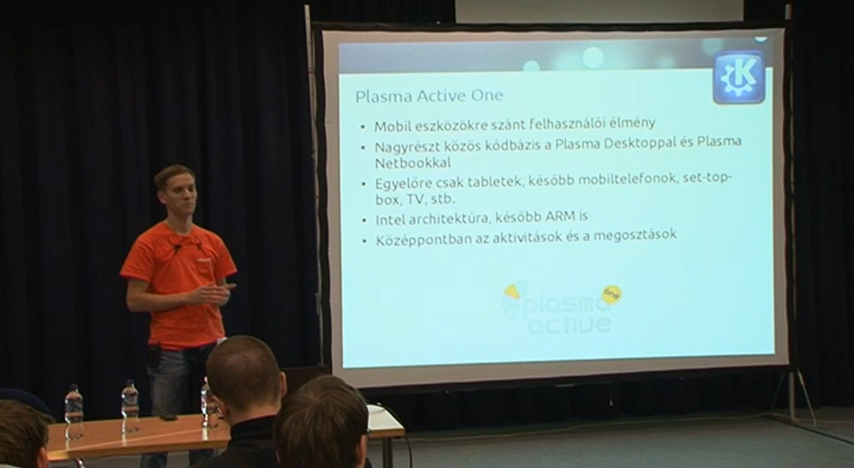 K
Plasma Active One
• Mobil eszközökre szánt felhasználói élmény
• Nagyrészt közös kódbázis a Plasma Desktoppal és Plasma
Netbookkal
• Egyelőre csak tabletek, később mobiltelefonok, set-top-
box, TV, stb.
• Intel architektúra, később ARM is
• Középpontban az aktivitások és a megosztások
plasma one
active